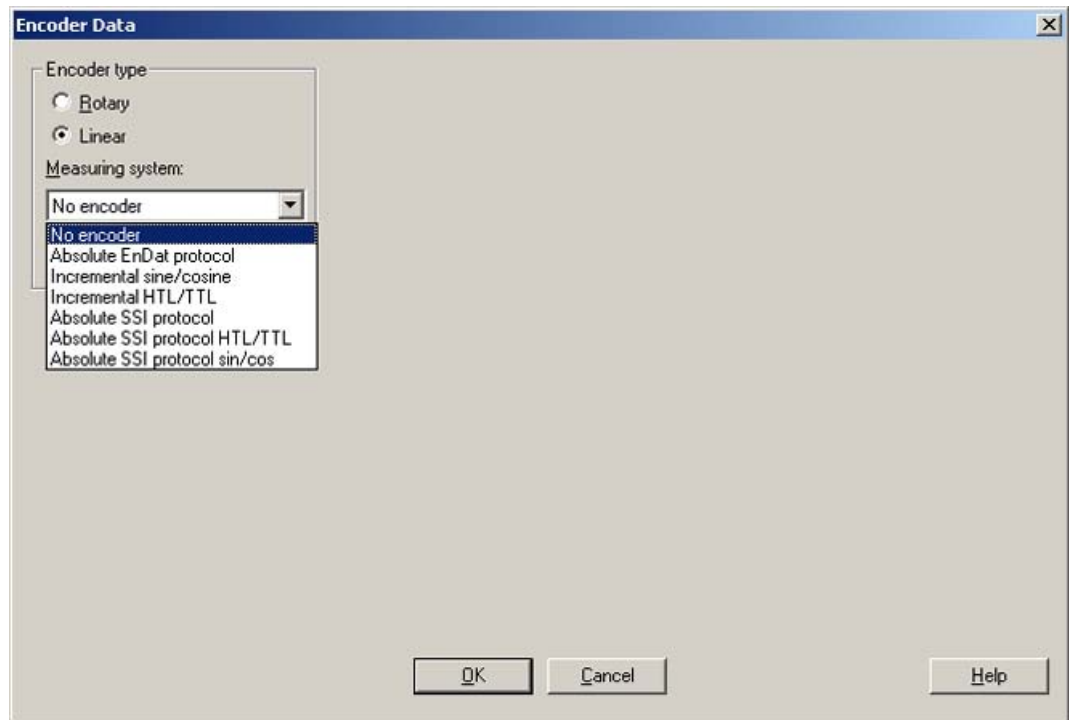 Encoder Data
Encoder type
Rotary
Linear
Measuring system:
No encoder
No encoder
Absolute EnDat protocol
Incremental sine/cosine
Incremental HTL/TTL
Absolute SSI protocol
Absolute SSI protocol HTL/TTL
Absolute SSI protocol sin/cos
OK
Cancel
Help